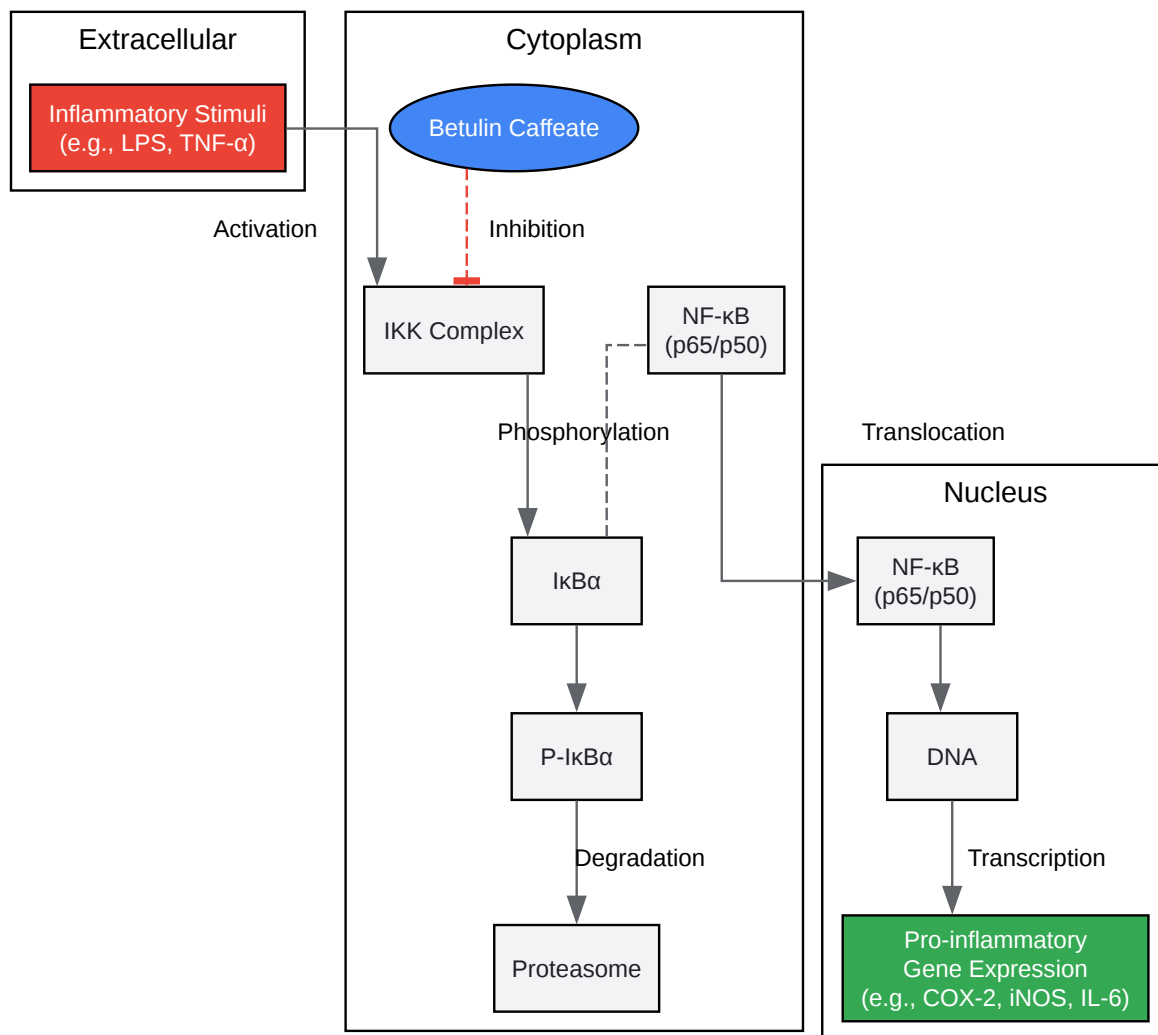 Extracellular
Inflammatory Stimuli
(e.g., LPS, TNF-α)
Activation
Cytoplasm
Betulin Caffeate
Inhibition
IKK Complex
NF-κB
(p65/p50)
Phosphorylation
IκBα
P-IκBα
Degradation
Proteasome
Translocation
Nucleus
NF-κB
(p65/p50)
DNA
Transcription
Pro-inflammatory
Gene Expression
(e.g., COX-2, iNOS, IL-6)